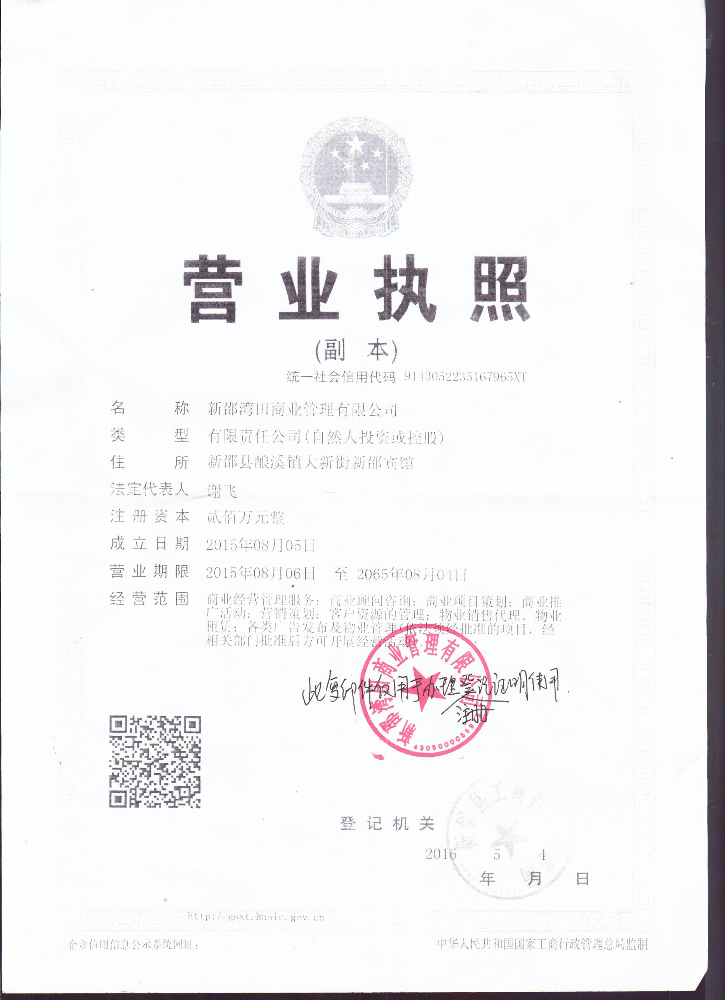 营业执照
(副 本)
统一社会信用代码 9143052235167965XT
名称 新邵湾田商业管理有限公司
类型 有限责任公司(自然人投资或控股)
住所 新邵县酿溪镇大新街新邵宾馆
法定代表人 谢飞
注册资本 贰佰万元整
成立日期 2015年08月05日
营业期限 2015年08月06日 至 2065年08月04日
经营范围 商业经营管理服务；商业顾问咨询；商业项目策划；商业推
广活动；营销策划；客户资源的管理；物业销售代理、物业
租赁；各类广告发布及物业管理(依法须经批准的项目，经
相关部门批准后方可开展经营活动)。
新邵湾田商业管理有限公司
此复印件仅用于办理登记证明使用.
注册
登记机关
新邵县工商行
2016 5 4
年 月 日
http://gsxt.hnaic.gov.cn
企业信用信息公示系统网址:
中华人民共和国国家工商行政管理总局监制